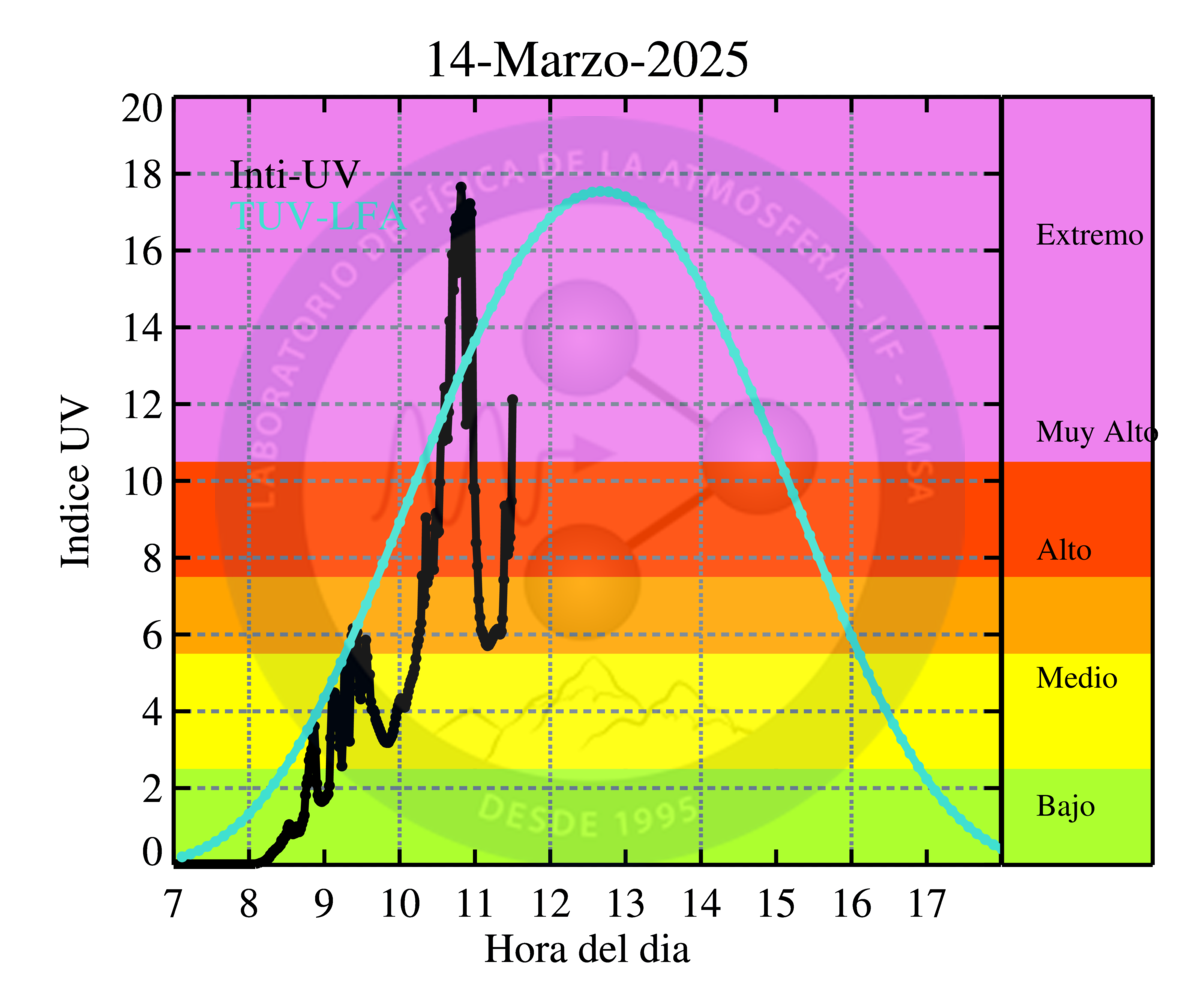 14-Marzo-2025
Indice UV
20
18
16
14
12
10
8
6
4
2
0
Inti-UV
TUV-LFA
LABORATORIO DE FÍSICA DE LA ATMÓSFERA - IIF - UMSA
DESDE 1995
Extremo
Muy Alto
Alto
Medio
Bajo
7 8 9 10 11 12 13 14 15 16 17
Hora del dia